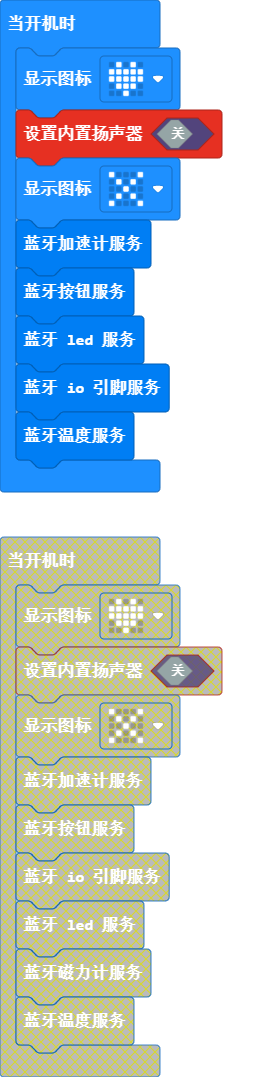 当开机时
显示图标
设置内置扬声器 关
显示图标
蓝牙加速计服务
蓝牙按钮服务
蓝牙 led 服务
蓝牙 io 引脚服务
蓝牙温度服务
当开机时
显示图标
设置内置扬声器 关
显示图标
蓝牙加速计服务
蓝牙按钮服务
蓝牙 io 引脚服务
蓝牙 led 服务
蓝牙磁力计服务
蓝牙温度服务